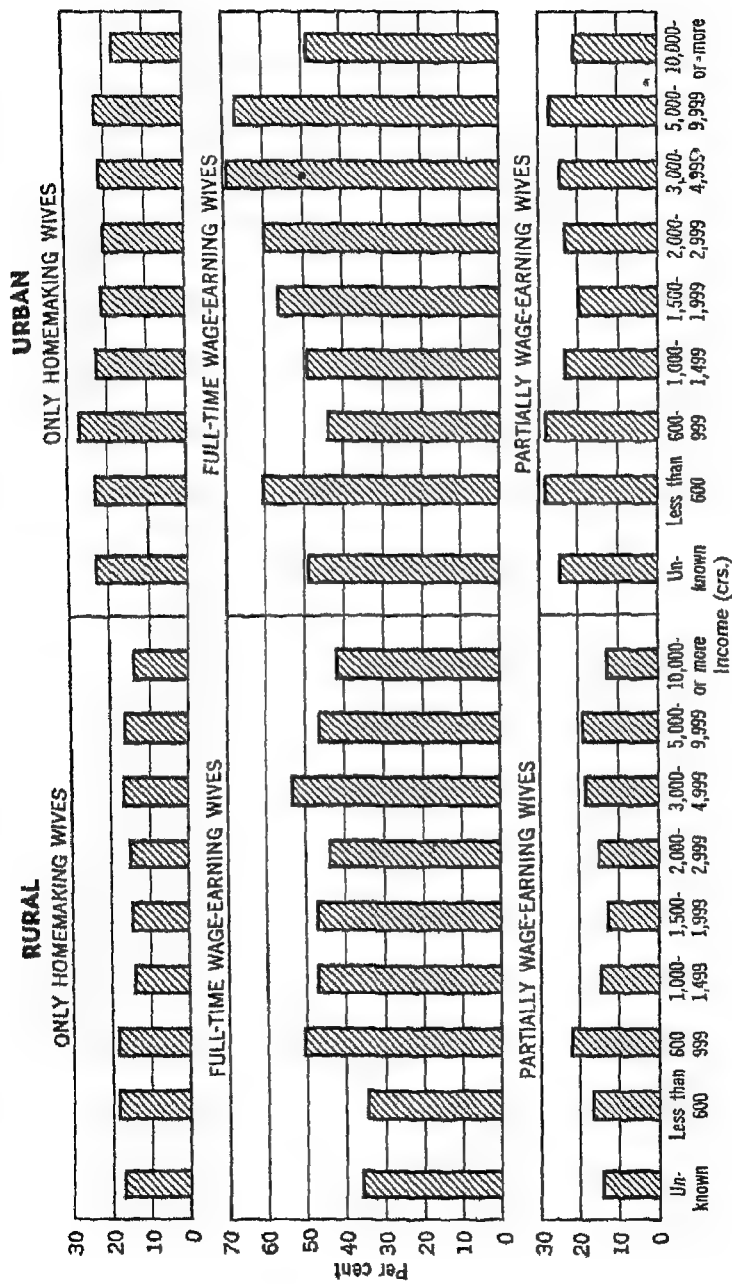 RURAL
URBAN
ONLY HOMEMAKING WIVES
ONLY HOMEMAKING WIVES
30
20
10
0
FULL-TIME WAGE-EARNING WIVES
FULL-TIME WAGE-EARNING WIVES
70
60
50
40
30
20
10
0
Per cent
PARTIALLY WAGE-EARNING WIVES
PARTIALLY WAGE-EARNING WIVES
30
20
10
0
Un- Less than 600 1,000- 1,500- 2,000- 3,000- 5,000- 10,000- Un- Less than 600- 1,000- 1,500- 2,000- 3,000- 5,000- 10,000-
known 600 999 1,499 1,999 2,999 4,999 9,999 or more known 600 999 1,499 1,999 2,999 4,999 9,999 or more
Income (crs.)